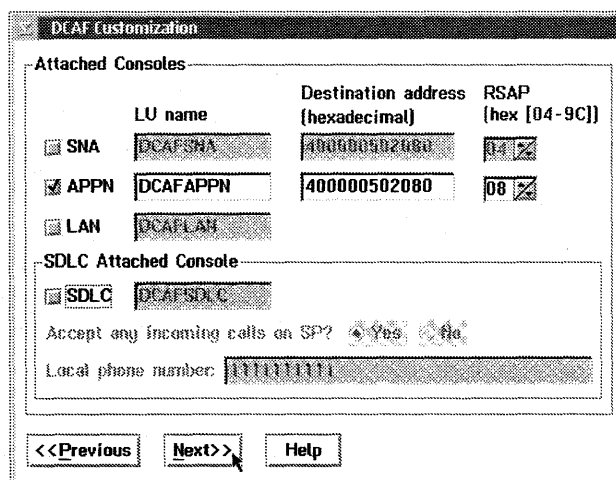 DCAF Customization
Attached Consoles
LU name Destination address (hexadecimal) RSAP (hex [04-9C])
SNA DCAFSNA 400000502080 04
APPN DCAFAPPN 400000502080 08
LAN DCAFLAN
SDLC Attached Console
SDLC DCAFSDLC
Accept any incoming calls on SP? Yes No
Local phone number:
<<Previous Next>> Help